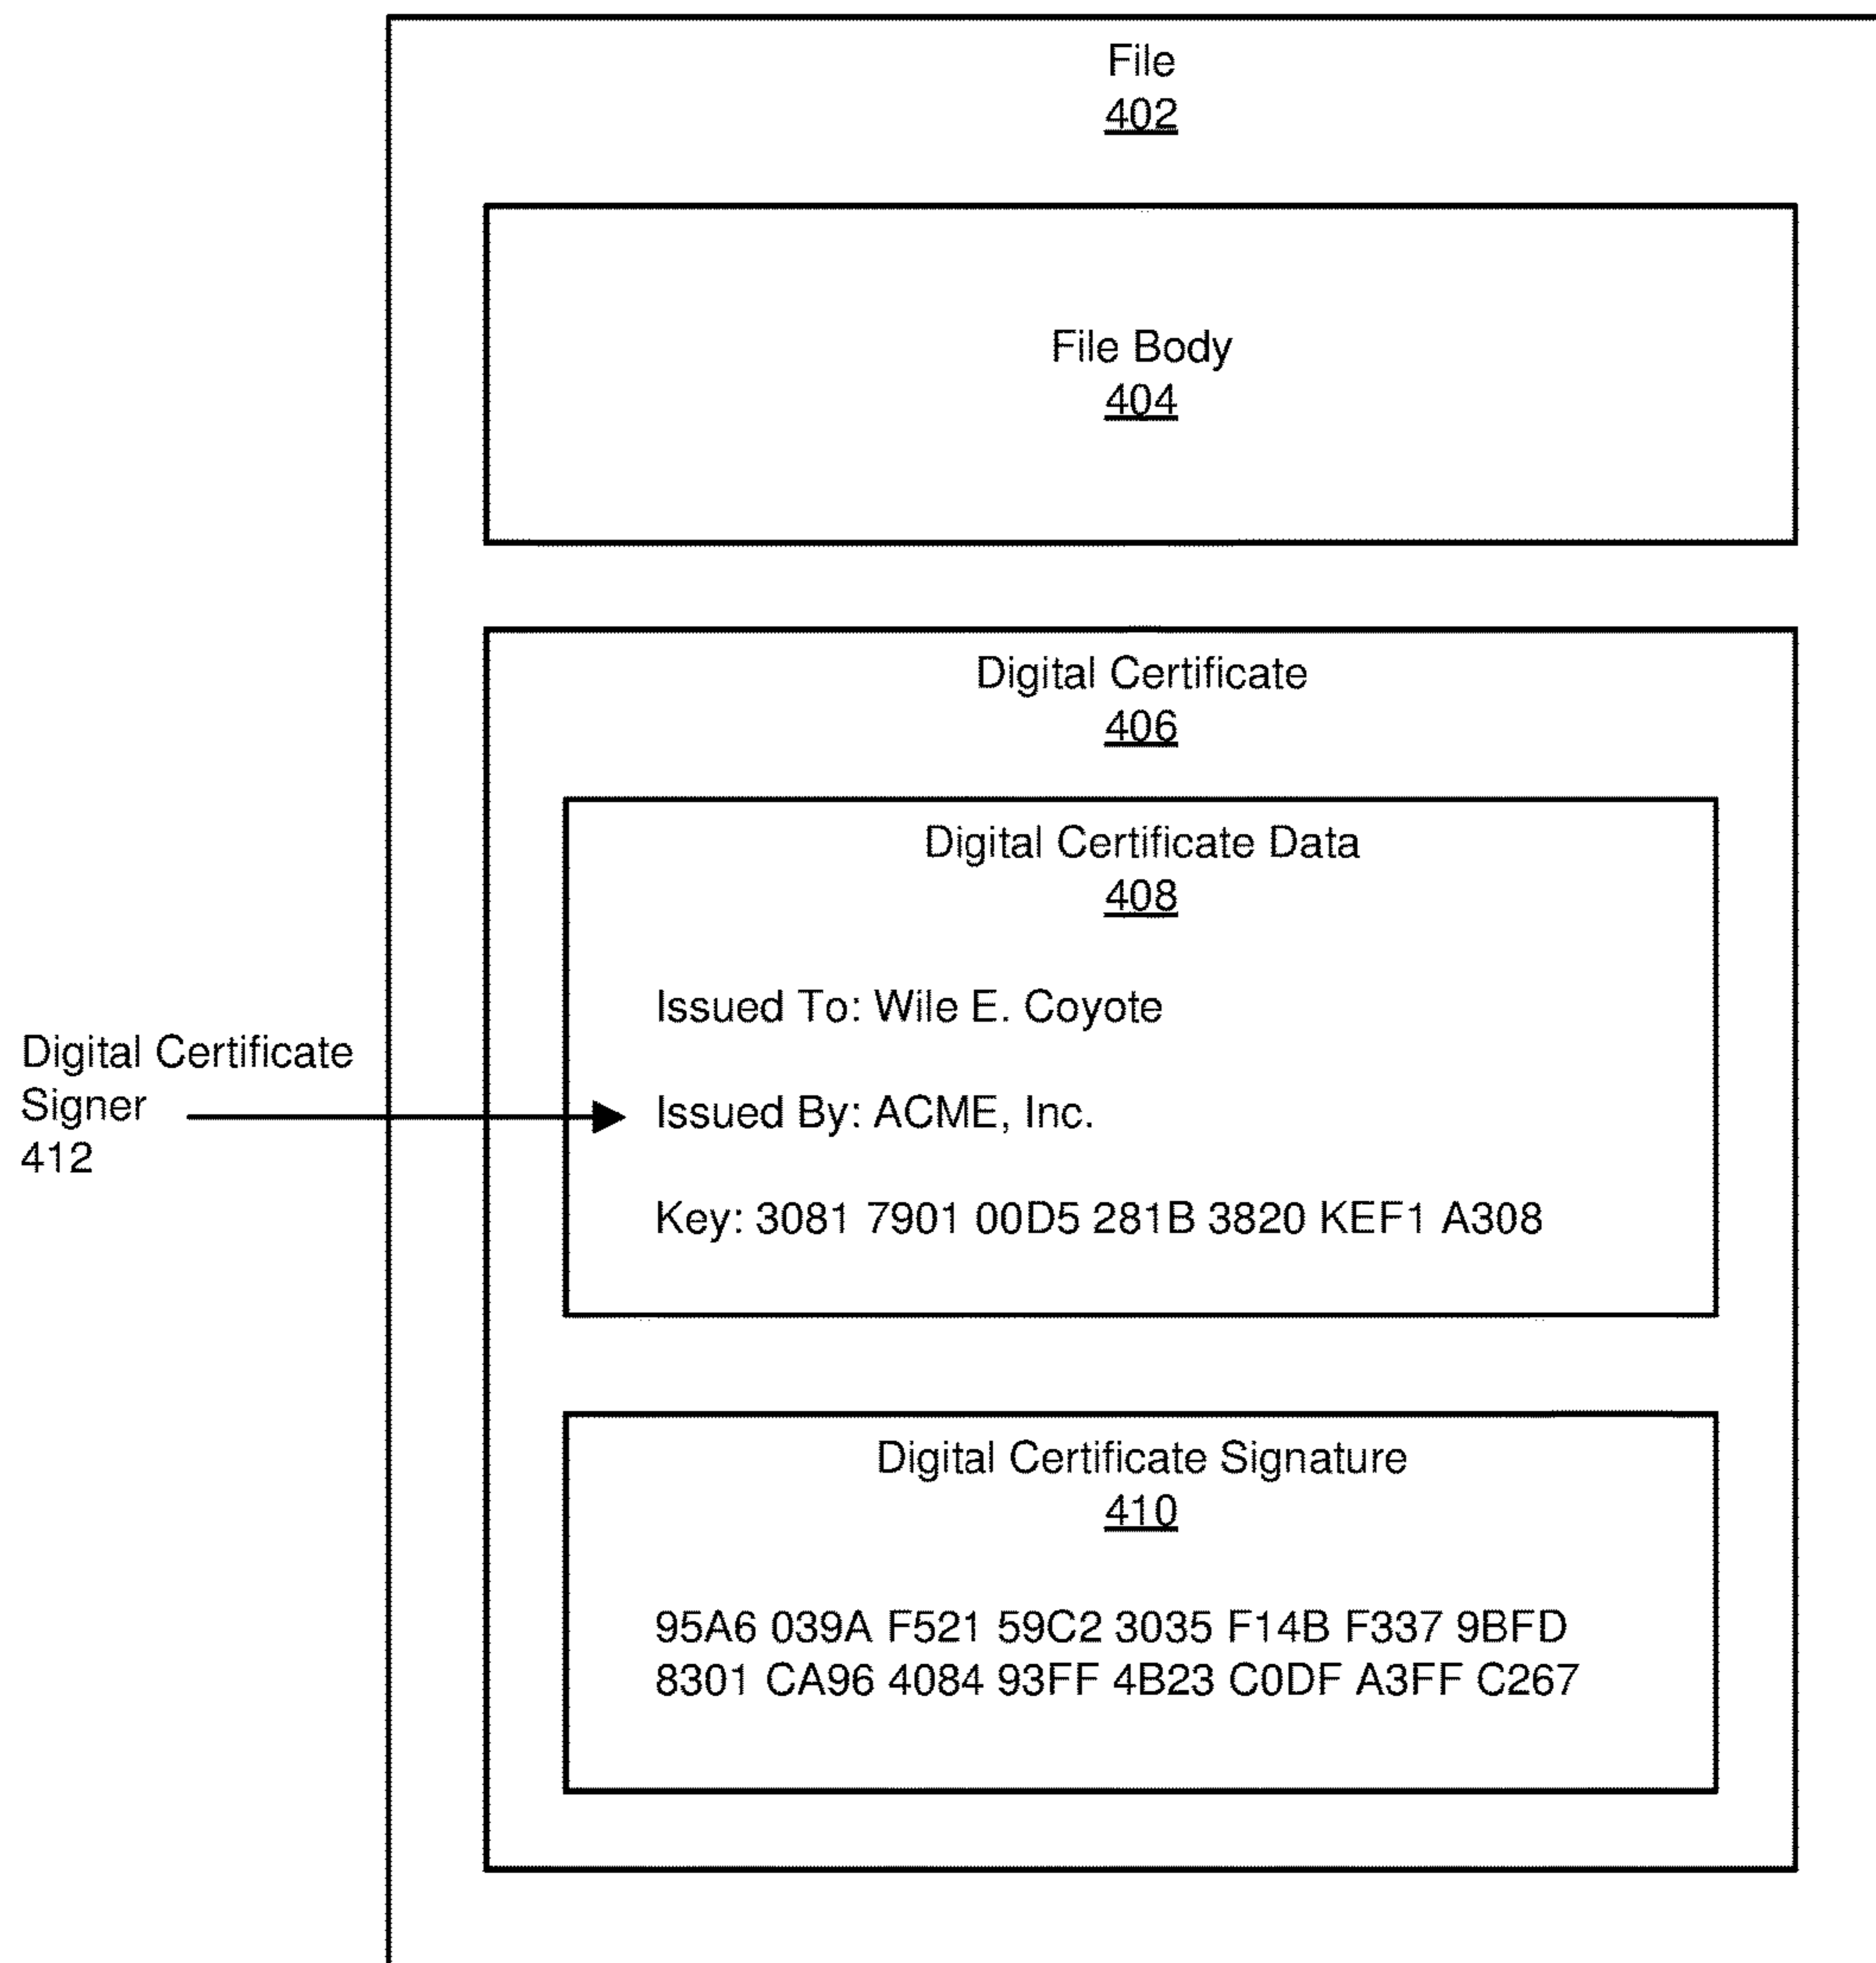 File
402
File Body
404
Digital Certificate
406
Digital Certificate Data
408
Issued To: Wile E. Coyote
Digital Certificate
Signer
412
Issued By: ACME, Inc.
Key: 3081 7901 00D5 281B 3820 KEF1 A308
Digital Certificate Signature
410
95A6 039A F521 59C2 3035 F14B F337 9BFD
8301 CA96 4084 93FF 4B23 C0DF A3FF C267